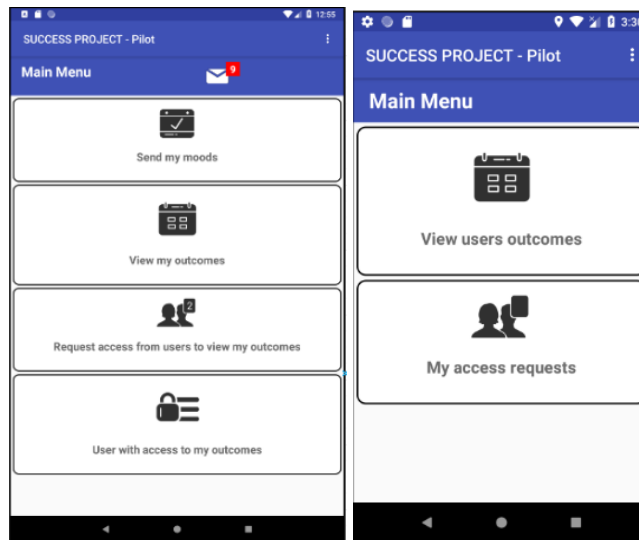 12:55
SUCCESS PROJECT - Pilot
Main Menu
9
Send my moods
View my outcomes
2
Request access from users to view my outcomes
User with access to my outcomes
SUCCESS PROJECT - Pilot
Main Menu
View users outcomes
My access requests